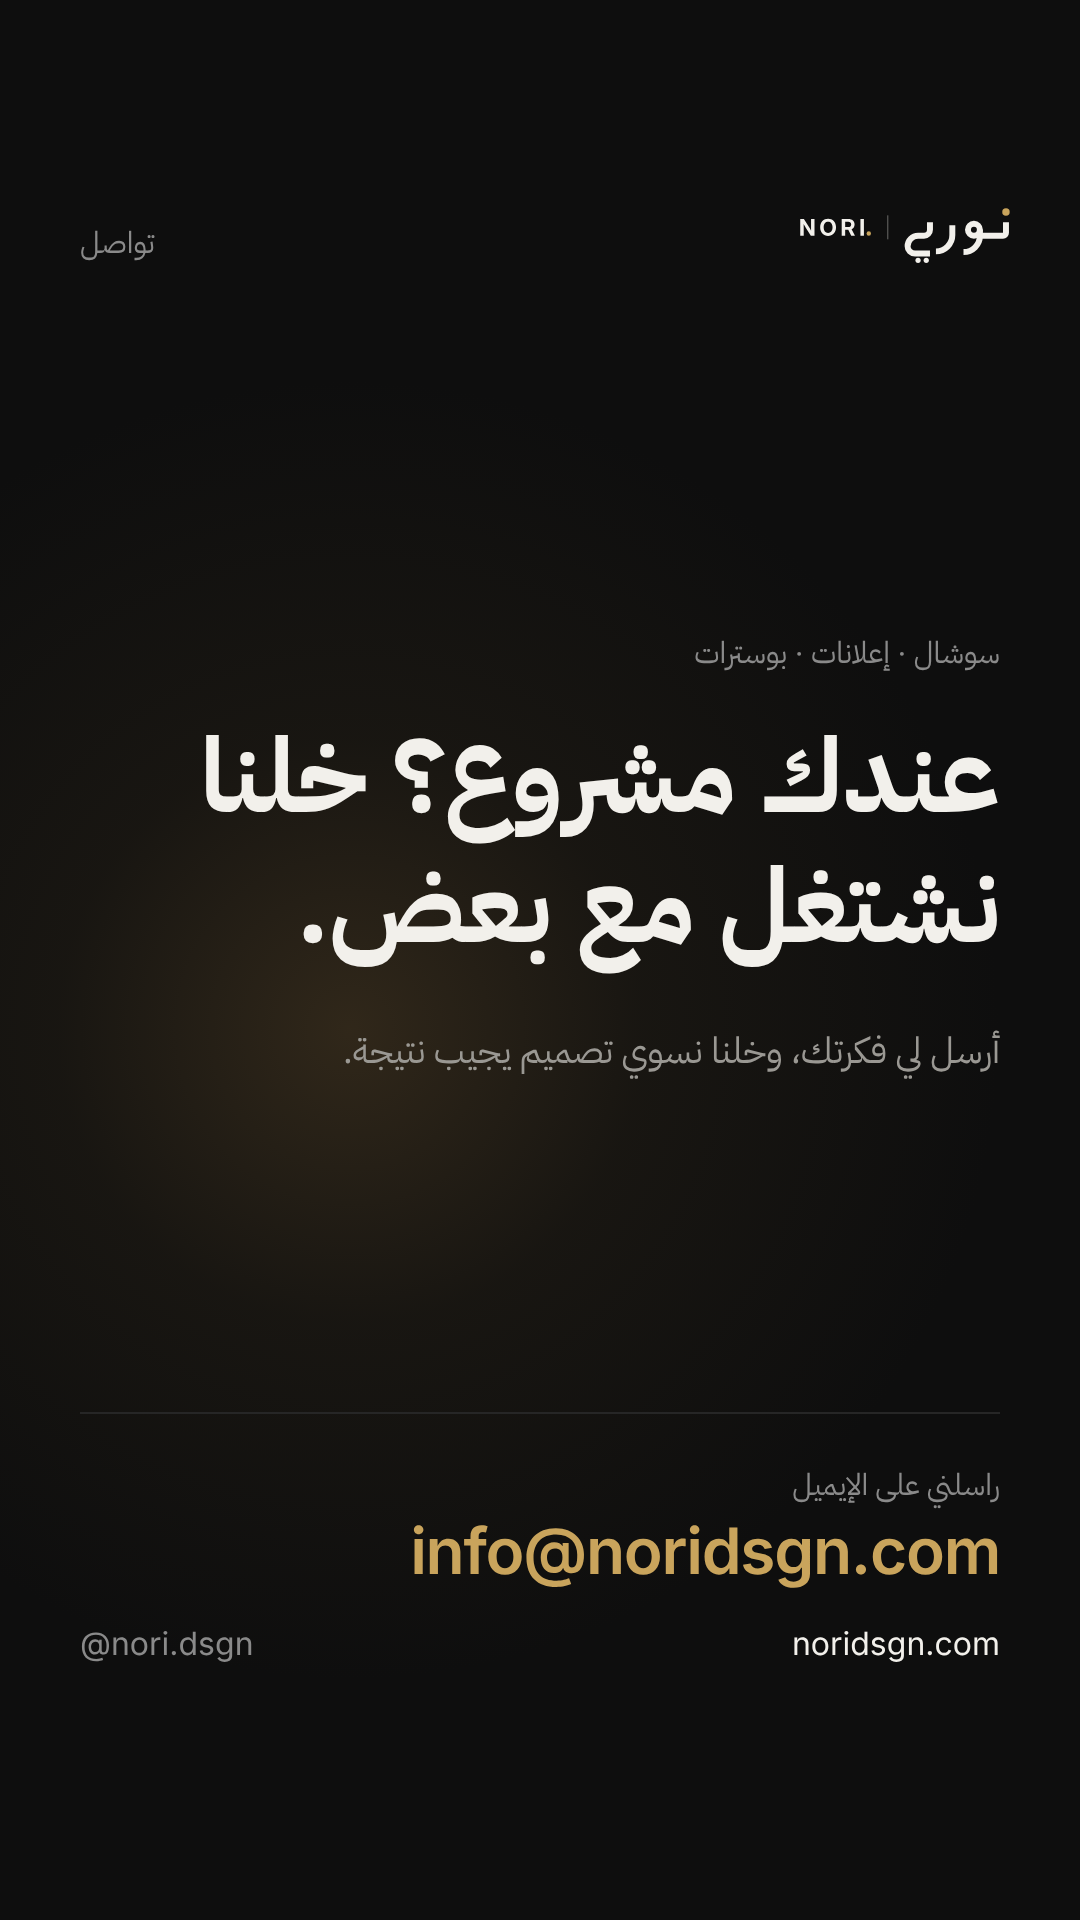 نوري | NORI.
تواصل
سوشال · إعلانات · بوسترات
عندك مشروع؟ خلنا
نشتغل مع بعض.
أرسل لي فكرتك، وخلنا نسوي تصميم يجيب نتيجة.
راسلني على الإيميل
info@noridsgn.com
noridsgn.com
@nori.dsgn